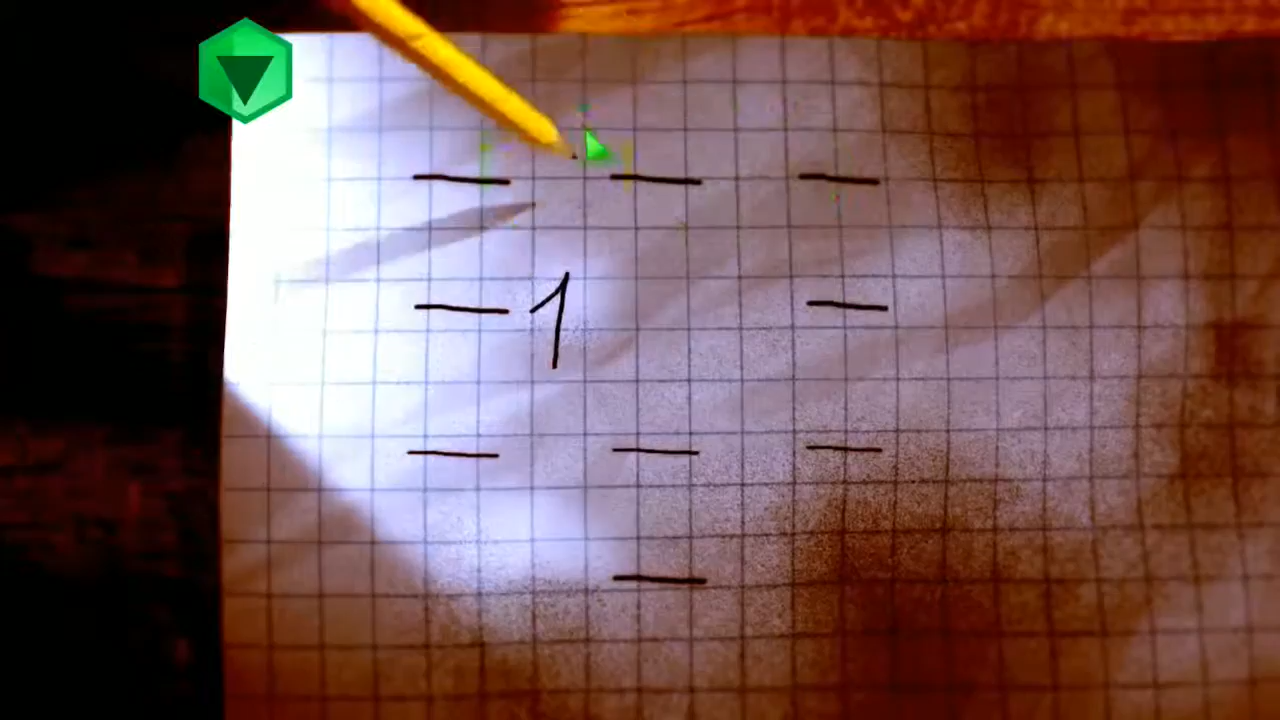 — — —
— 1 —
— — —
—